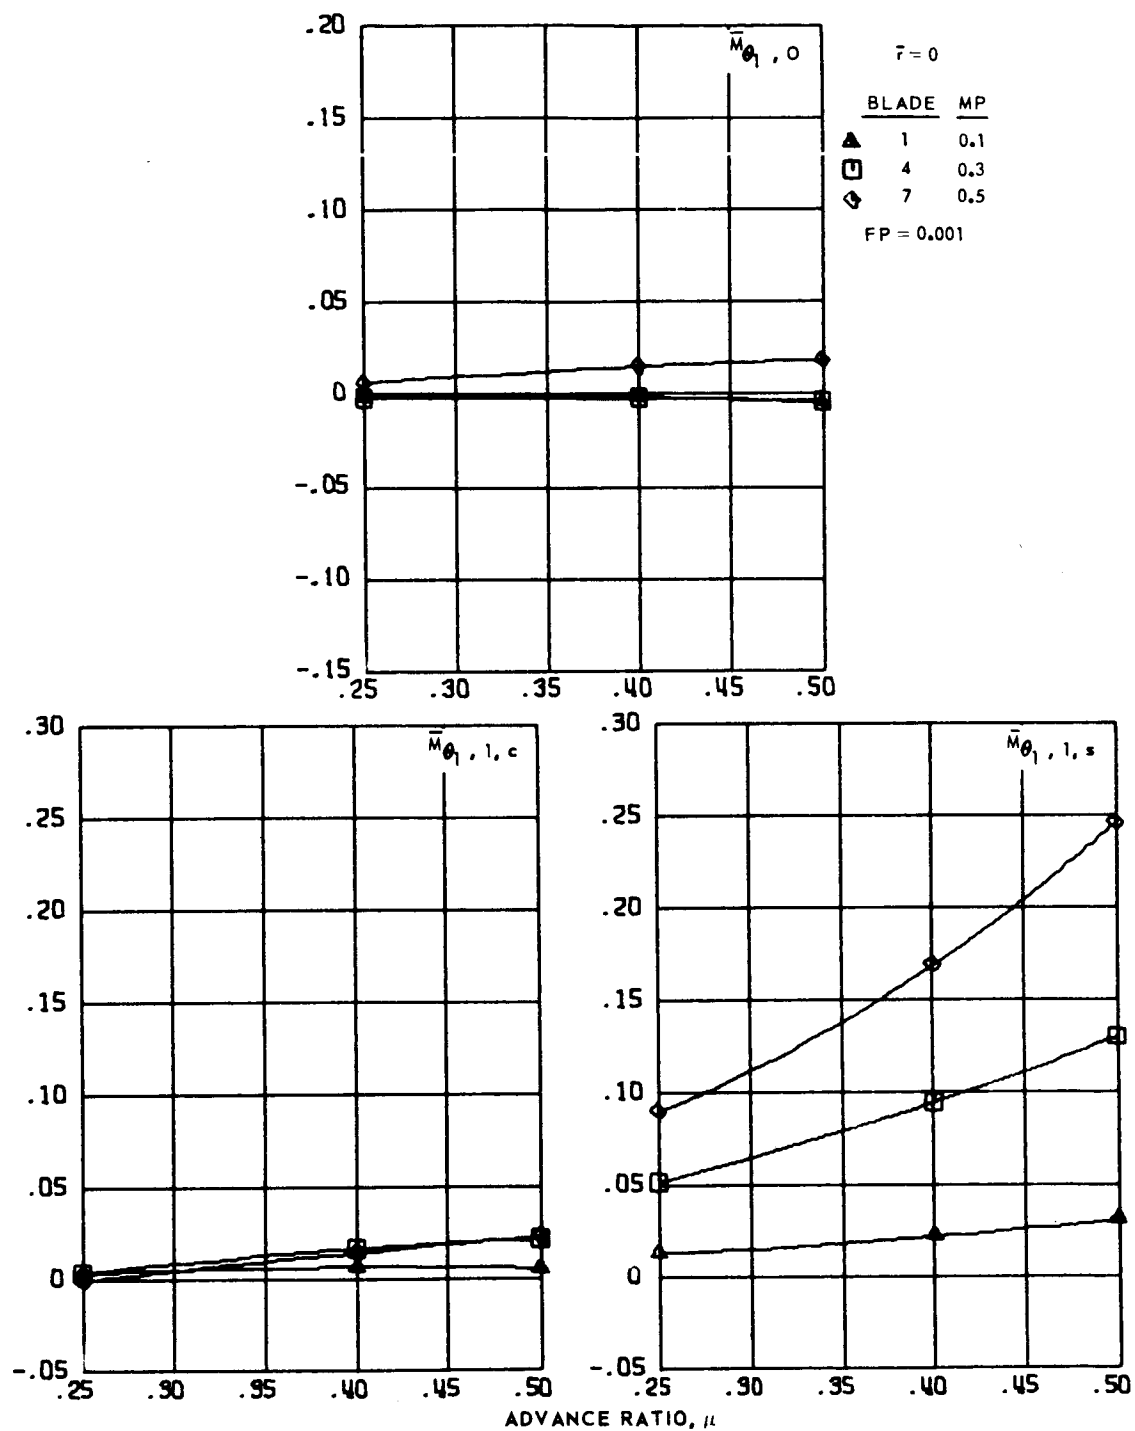 .20
M̄θ₁ , 0
r̄ = 0
BLADE MP
1 0.1
4 0.3
7 0.5
FP = 0.001
.15
.10
.05
0
-.05
-.10
-.15
.25 .30 .35 .40 .45 .50
.30
M̄θ₁ , 1, c
.25
.20
.15
.10
.05
0
-.05
.25 .30 .95 .40 .45 .50
.30
M̄θ₁ , 1, s
.25
.20
.15
.10
.05
0
-.05
.25 .30 .35 .40 .45 .50
ADVANCE RATIO, μ